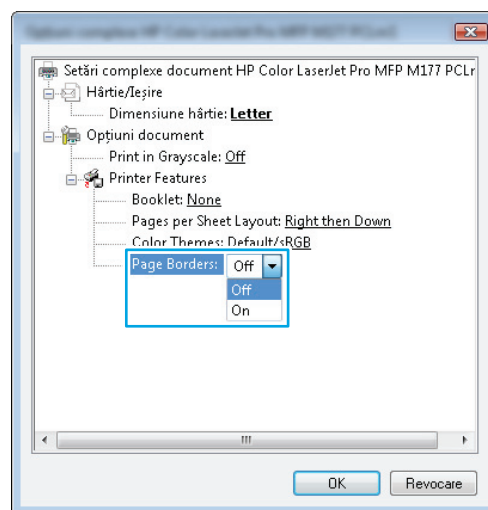 Setări complexe document HP Color LaserJet Pro MFP M177 PCLr
Hârtie/Ieșire
Dimensiune hârtie: Letter
Opțiuni document
Print in Grayscale: Off
Printer Features
Booklet: None
Pages per Sheet Layout: Right then Down
Color Themes: Default/sRGB
Page Borders: Off
Off
On
OK Revocare